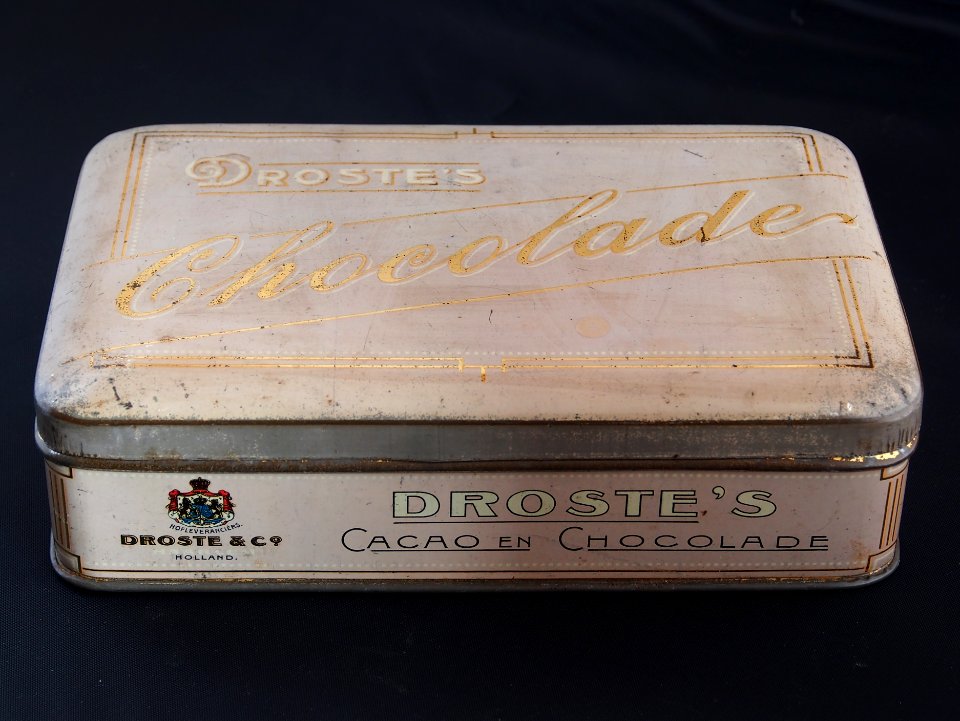 DROSTE'S
Chocolade
HOFLEVERANCIERS.
DROSTE & Co
HOLLAND.
DROSTE'S
CACAO EN CHOCOLADE